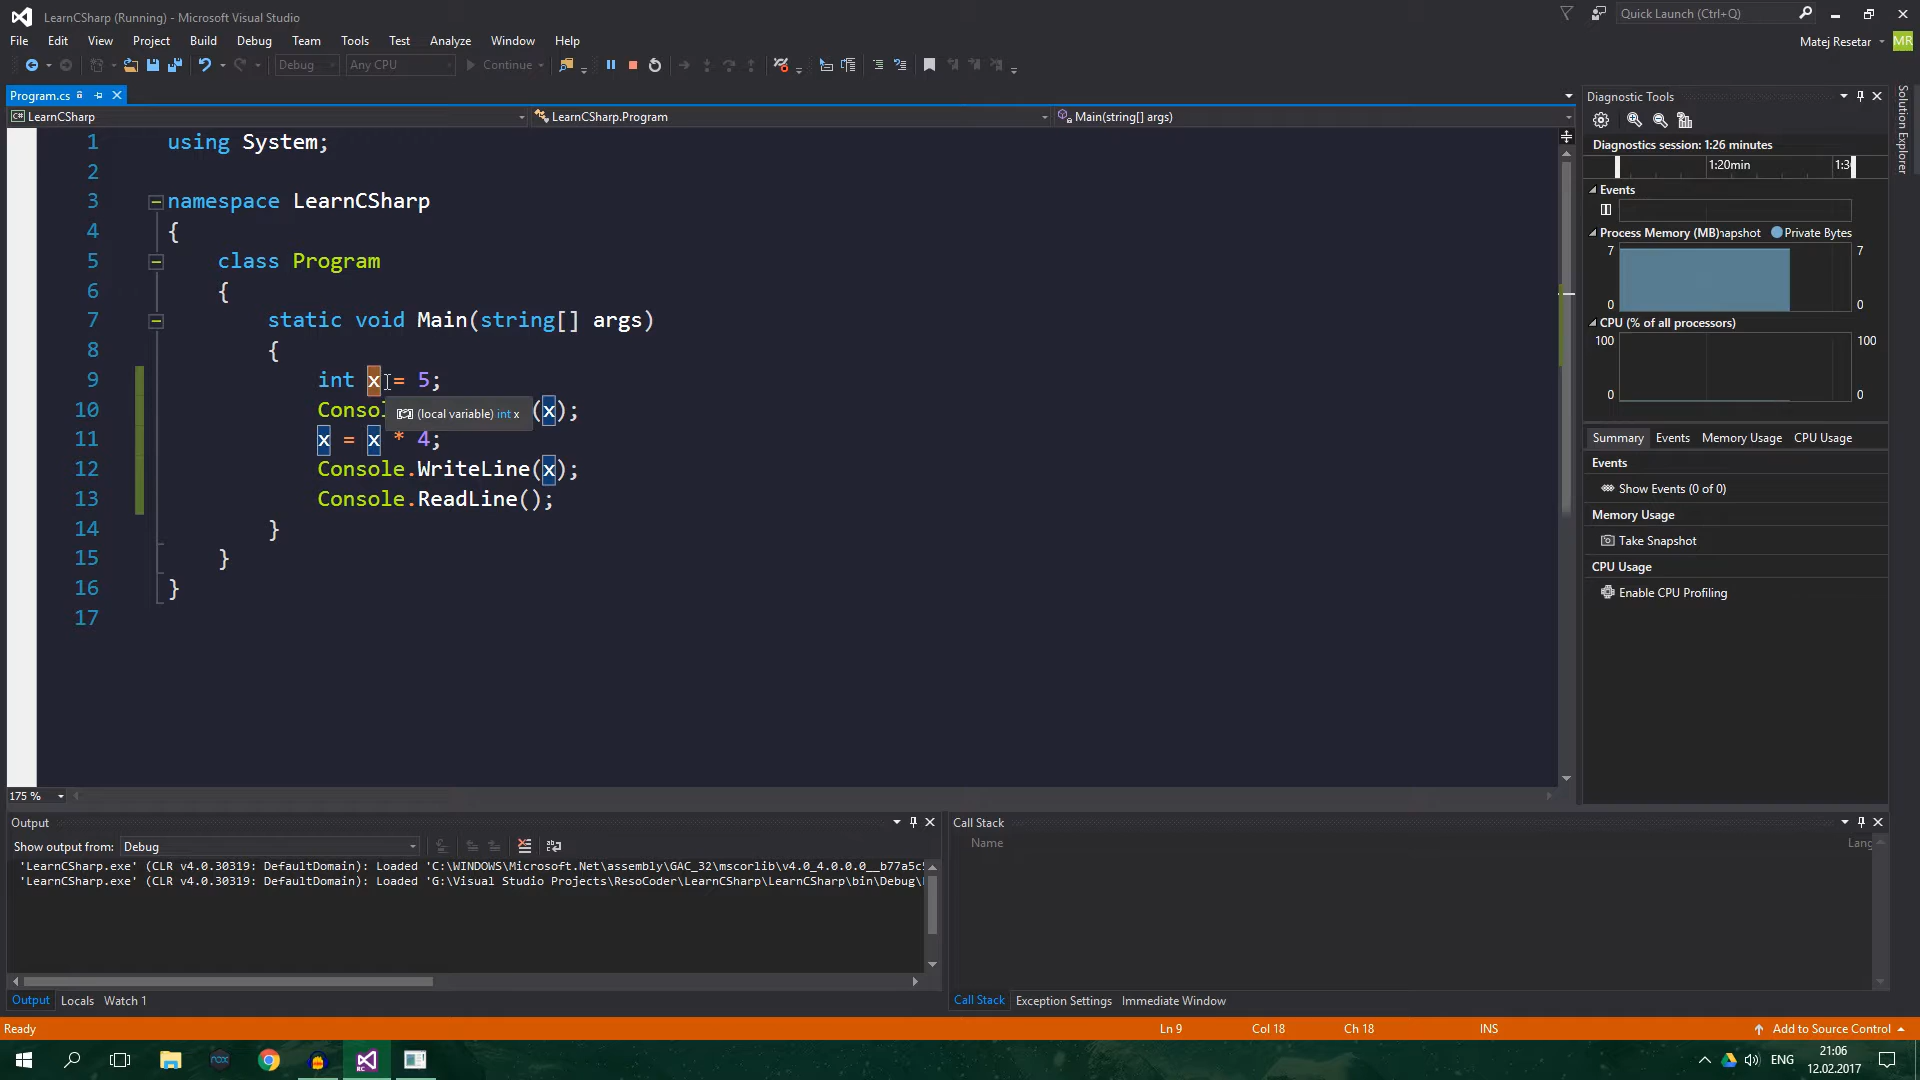 LearnCSharp (Running) - Microsoft Visual Studio
Quick Launch (Ctrl+Q)
File Edit View Project Build Debug Team Tools Test Analyze Window Help
Matej Resetar MR
Debug Any CPU Continue
Program.cs
LearnCSharp LearnCSharp.Program Main(string[] args)
1 using System;
2
3 namespace LearnCSharp
4 {
5 class Program
6 {
7 static void Main(string[] args)
8 {
9 int x = 5;
10 Consol (x);
(local variable) int x
11 x = x * 4;
12 Console.WriteLine(x);
13 Console.ReadLine();
14 }
15 }
16 }
17
175 %
Diagnostic Tools
Diagnostics session: 1:26 minutes
1:20min 1:3
Events
Process Memory (MB) napshot Private Bytes
7 7
0 0
CPU (% of all processors)
100 100
0 0
Summary Events Memory Usage CPU Usage
Events
Show Events (0 of 0)
Memory Usage
Take Snapshot
CPU Usage
Enable CPU Profiling
Solution Explorer
Output
Show output from: Debug
'LearnCSharp.exe' (CLR v4.0.30319: DefaultDomain): Loaded 'C:\WINDOWS\Microsoft.Net\assembly\GAC_32\mscorlib\v4.0_4.0.0.0__b77a5c
'LearnCSharp.exe' (CLR v4.0.30319: DefaultDomain): Loaded 'G:\Visual Studio Projects\ResoCoder\LearnCSharp\LearnCSharp\bin\Debug\
Output Locals Watch 1
Call Stack
Name Lang
Call Stack Exception Settings Immediate Window
Ready Ln 9 Col 18 Ch 18 INS Add to Source Control
nox
RC
ENG
21:06
12.02.2017